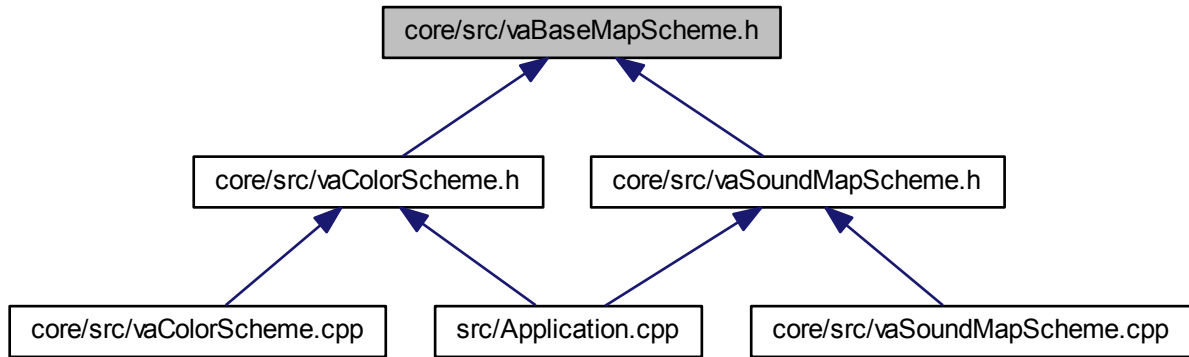 core/src/vaBaseMapScheme.h
core/src/vaColorScheme.h
core/src/vaSoundMapScheme.h
core/src/vaColorScheme.cpp
src/Application.cpp
core/src/vaSoundMapScheme.cpp